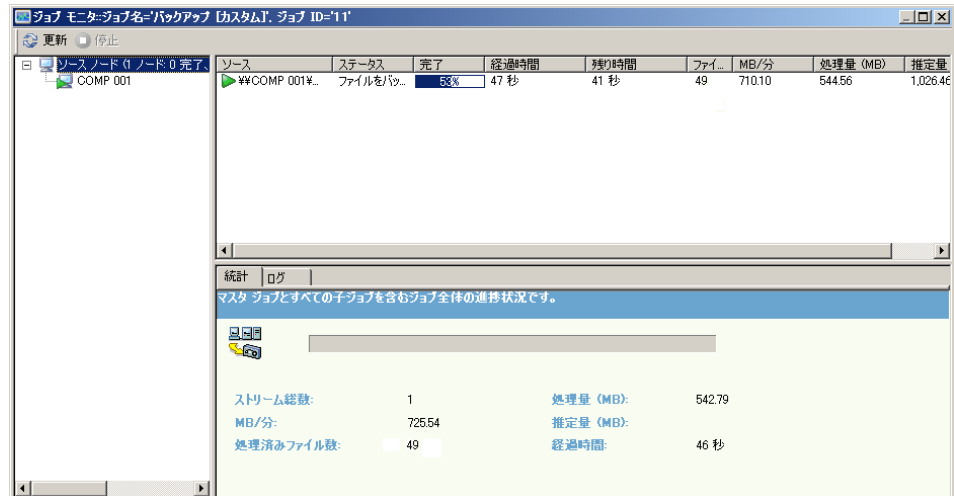 ジョブ モニタ::ジョブ名='バックアップ [カスタム]'. ジョブ ID='11'
更新 停止
ソース ノード (1 ノード: 0 完了、
COMP 001
ソース ステータス 完了 経過時間 残り時間 ファイ... MB/分 処理量 (MB) 推定量
¥¥COMP 001¥... ファイルをバッ... 53% 47 秒 41 秒 49 710.10 544.56 1,026.46
統計 ログ
マスタ ジョブとすべての子ジョブを含むジョブ全体の進捗状況です。
ストリーム総数: 1 処理量 (MB): 542.79
MB/分: 725.54 推定量 (MB):
処理済みファイル数: 49 経過時間: 46 秒